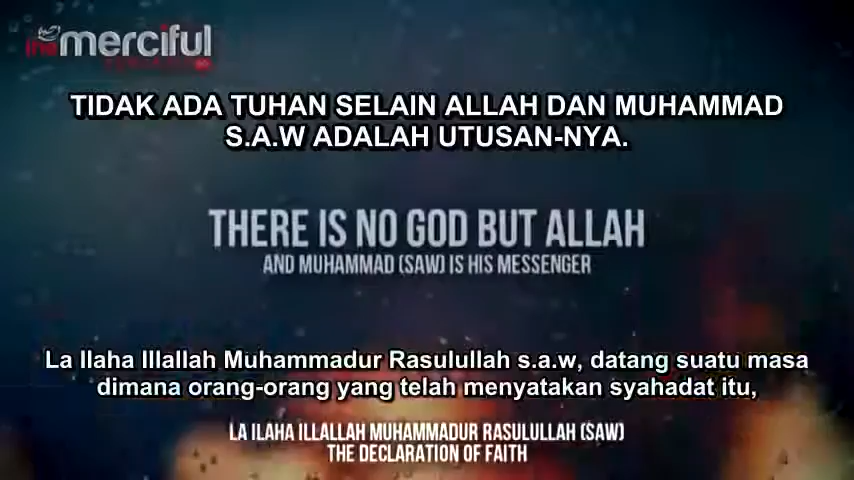 the merciful
TIDAK ADA TUHAN SELAIN ALLAH DAN MUHAMMAD
S.A.W ADALAH UTUSAN-NYA.
THERE IS NO GOD BUT ALLAH
AND MUHAMMAD (SAW) IS HIS MESSENGER
La Ilaha Illallah Muhammadur Rasulullah s.a.w, datang suatu masa
dimana orang-orang yang telah menyatakan syahadat itu,
LA ILAHA ILLALLAH MUHAMMADUR RASULULLAH (SAW)
THE DECLARATION OF FAITH